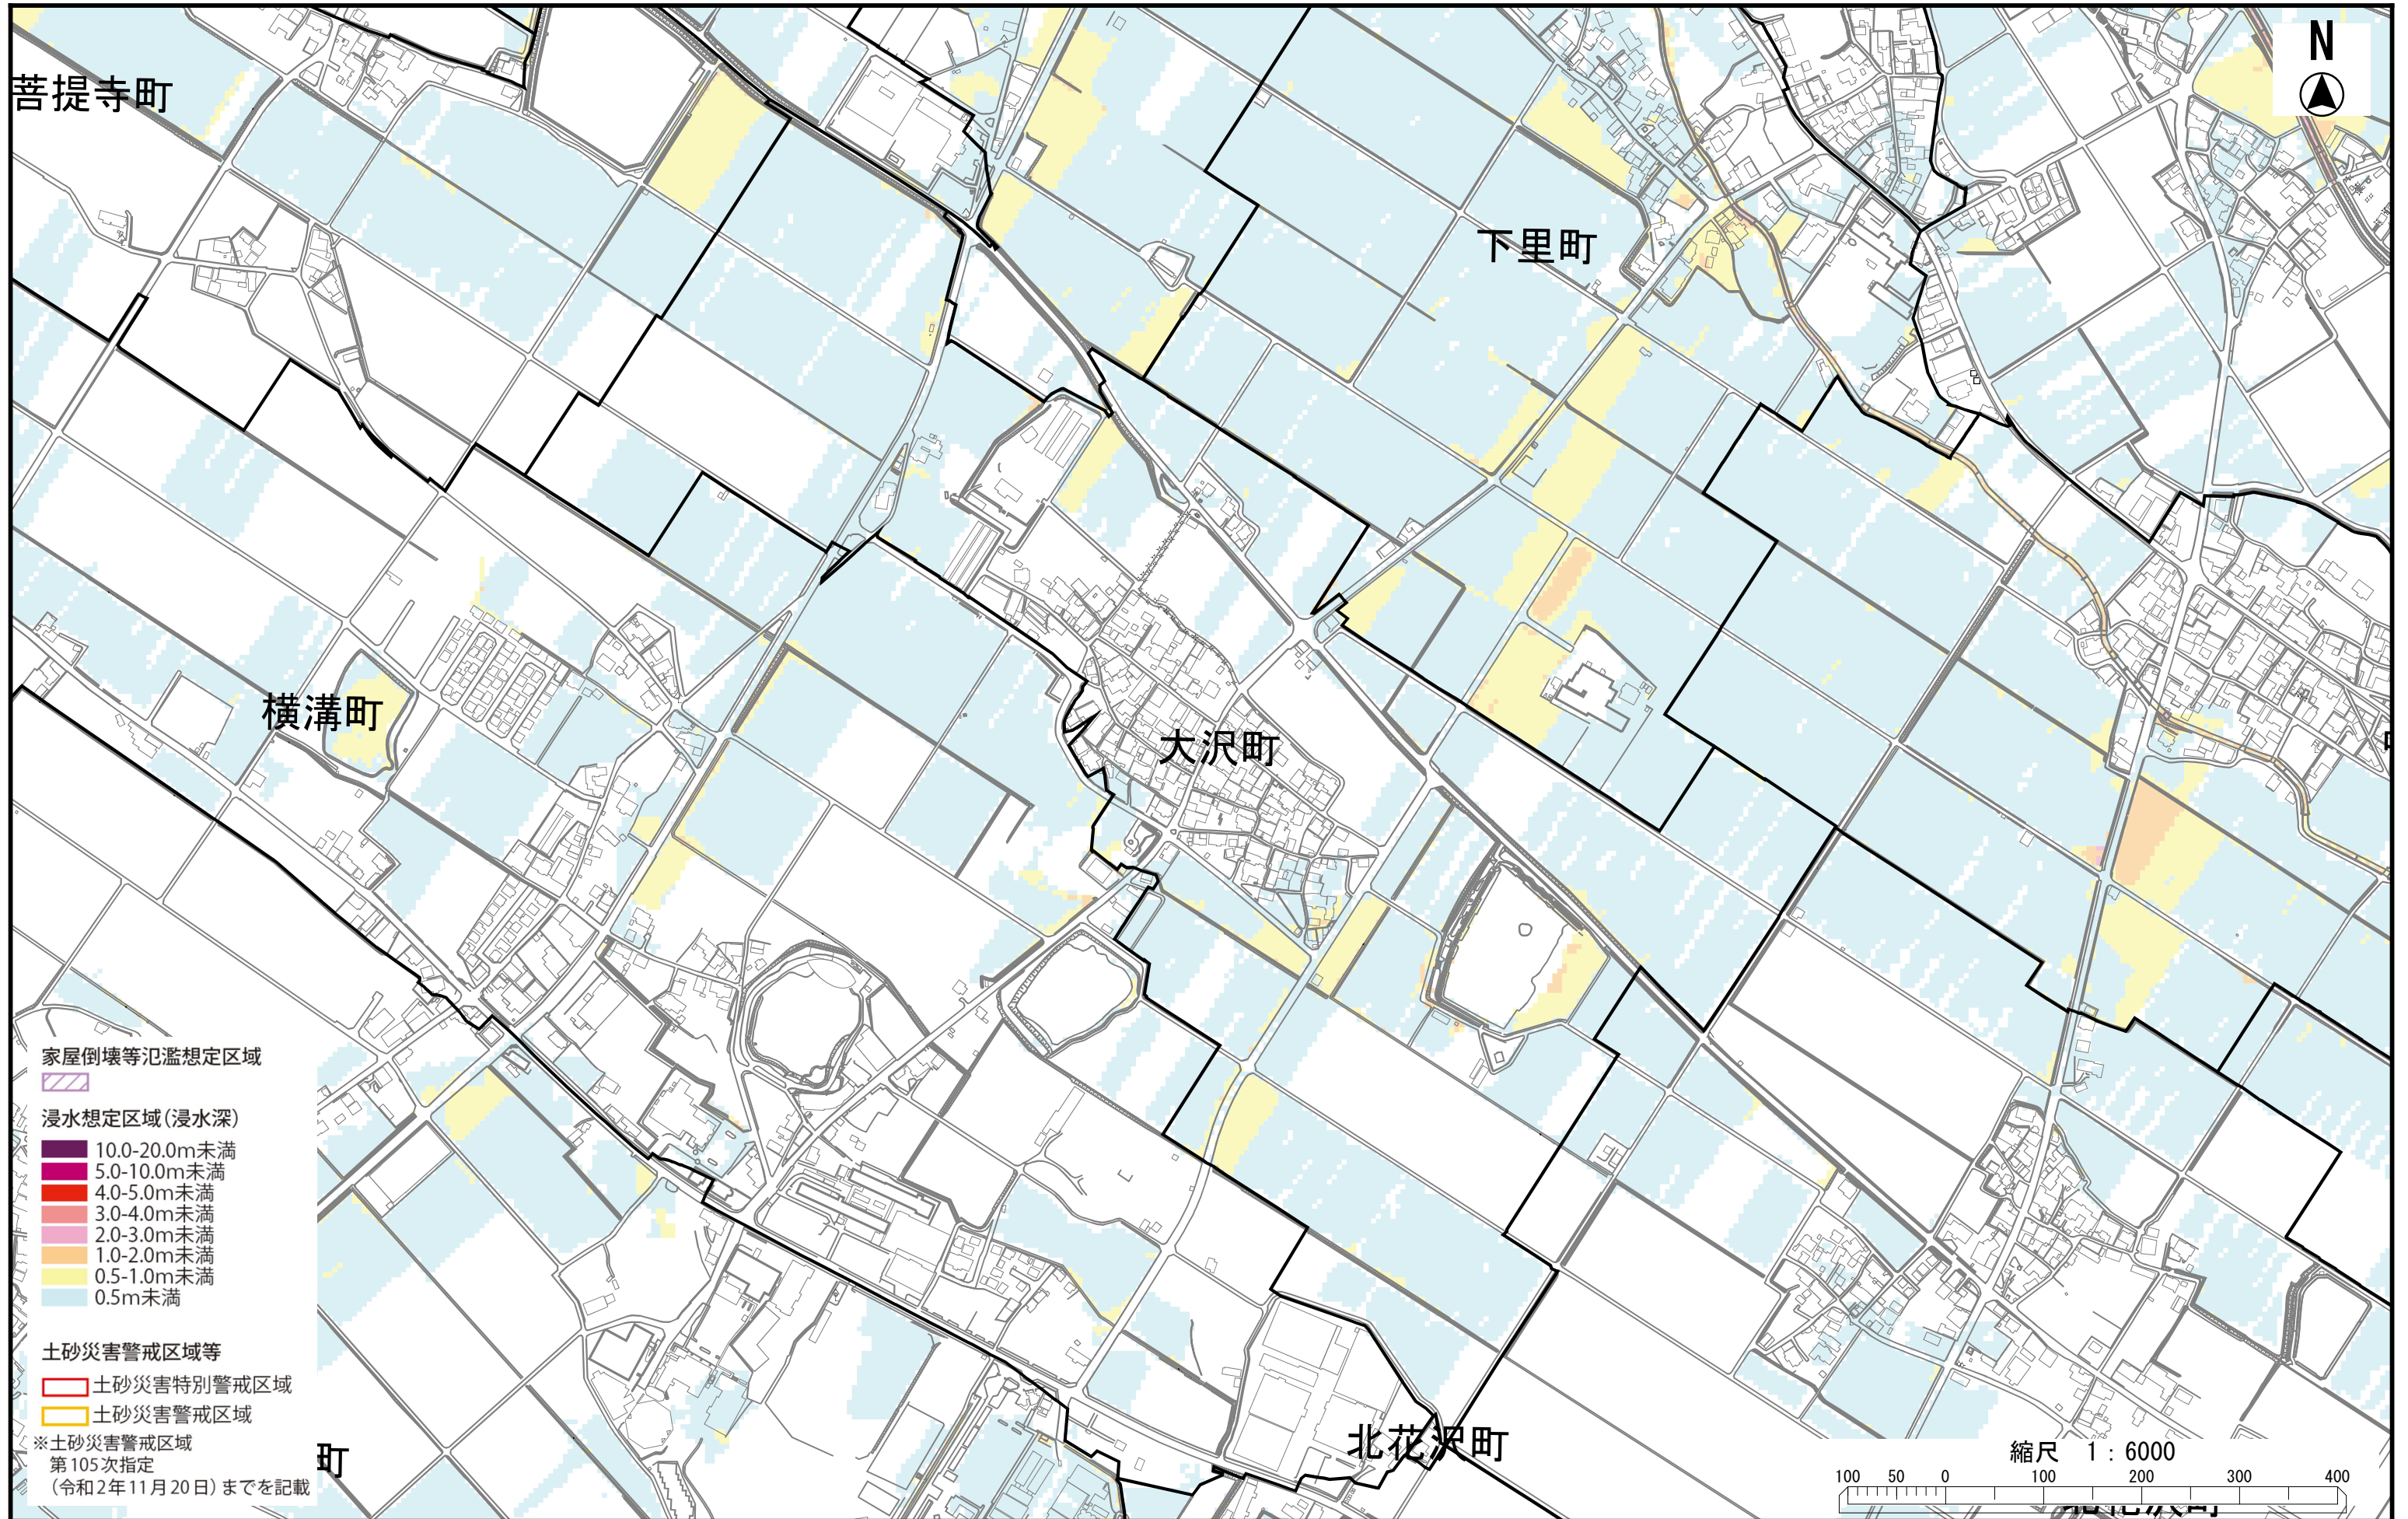 N
菩提寺町
下里町
横溝町
大沢町
家屋倒壊等氾濫想定区域
浸水想定区域（浸水深）
10.0-20.0m未満
5.0-10.0m未満
4.0-5.0m未満
3.0-4.0m未満
2.0-3.0m未満
1.0-2.0m未満
0.5-1.0m未満
0.5m未満
土砂災害警戒区域等
土砂災害特別警戒区域
土砂災害警戒区域
※土砂災害警戒区域
第105次指定
（令和2年11月20日）までを記載
町
北花沢町
縮尺 1：6000
100 50 0 100 200 300 400